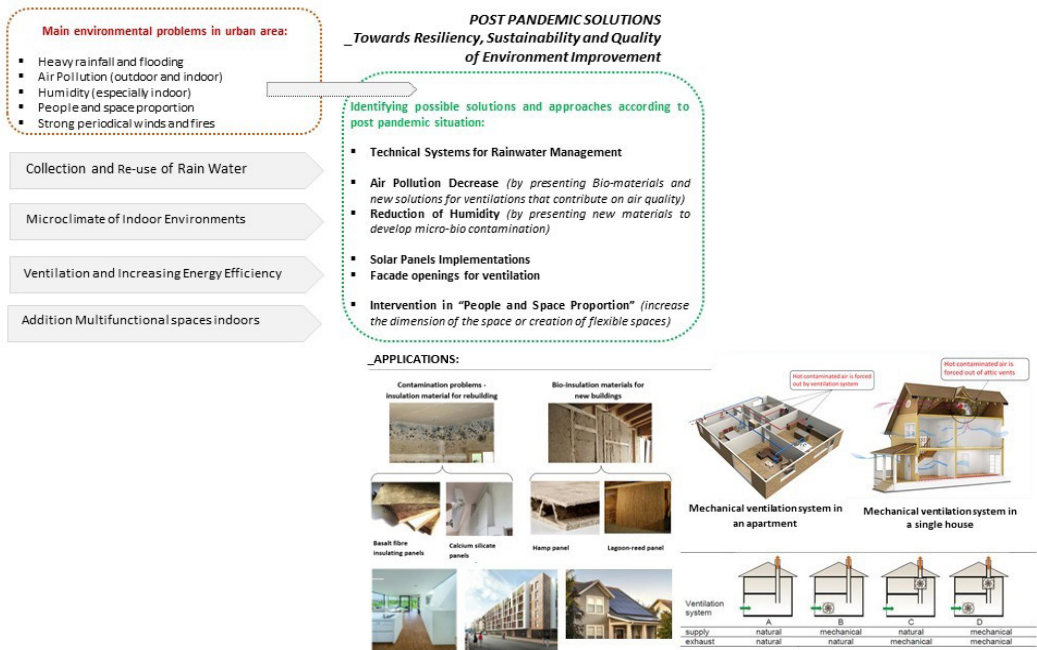 Main environmental problems in urban area:
▪ Heavy rainfall and flooding
▪ Air Pollution (outdoor and indoor)
▪ Humidity (especially indoor)
▪ People and space proportion
▪ Strong periodical winds and fires
Collection and Re-use of Rain Water
Microclimate of Indoor Environments
Ventilation and Increasing Energy Efficiency
Addition Multifunctional spaces indoors
POST PANDEMIC SOLUTIONS
_Towards Resiliency, Sustainability and Quality
of Environment Improvement
Identifying possible solutions and approaches according to
post pandemic situation:
▪ Technical Systems for Rainwater Management
▪ Air Pollution Decrease (by presenting Bio-materials and
new solutions for ventilations that contribute on air quality)
▪ Reduction of Humidity (by presenting new materials to
develop micro-bio contamination)
▪ Solar Panels Implementations
▪ Facade openings for ventilation
▪ Intervention in “People and Space Proportion” (increase
the dimension of the space or creation of flexible spaces)
_APPLICATIONS:
Contamination problems -
insulation material for rebuilding
Bio-insulation materials for
new buildings
Basalt fibre
insulating panels
Calcium silicate
panels
Hamp panel
Lagoon-reed panel
Hot contaminated air is forced
out by ventilation system
Hot contaminated air is
forced out of attic vents
Mechanical ventilation system in
an apartment
Mechanical ventilation system in
a single house
Ventilation
system
A B C D
supply natural mechanical natural mechanical
exhaust natural natural mechanical mechanical